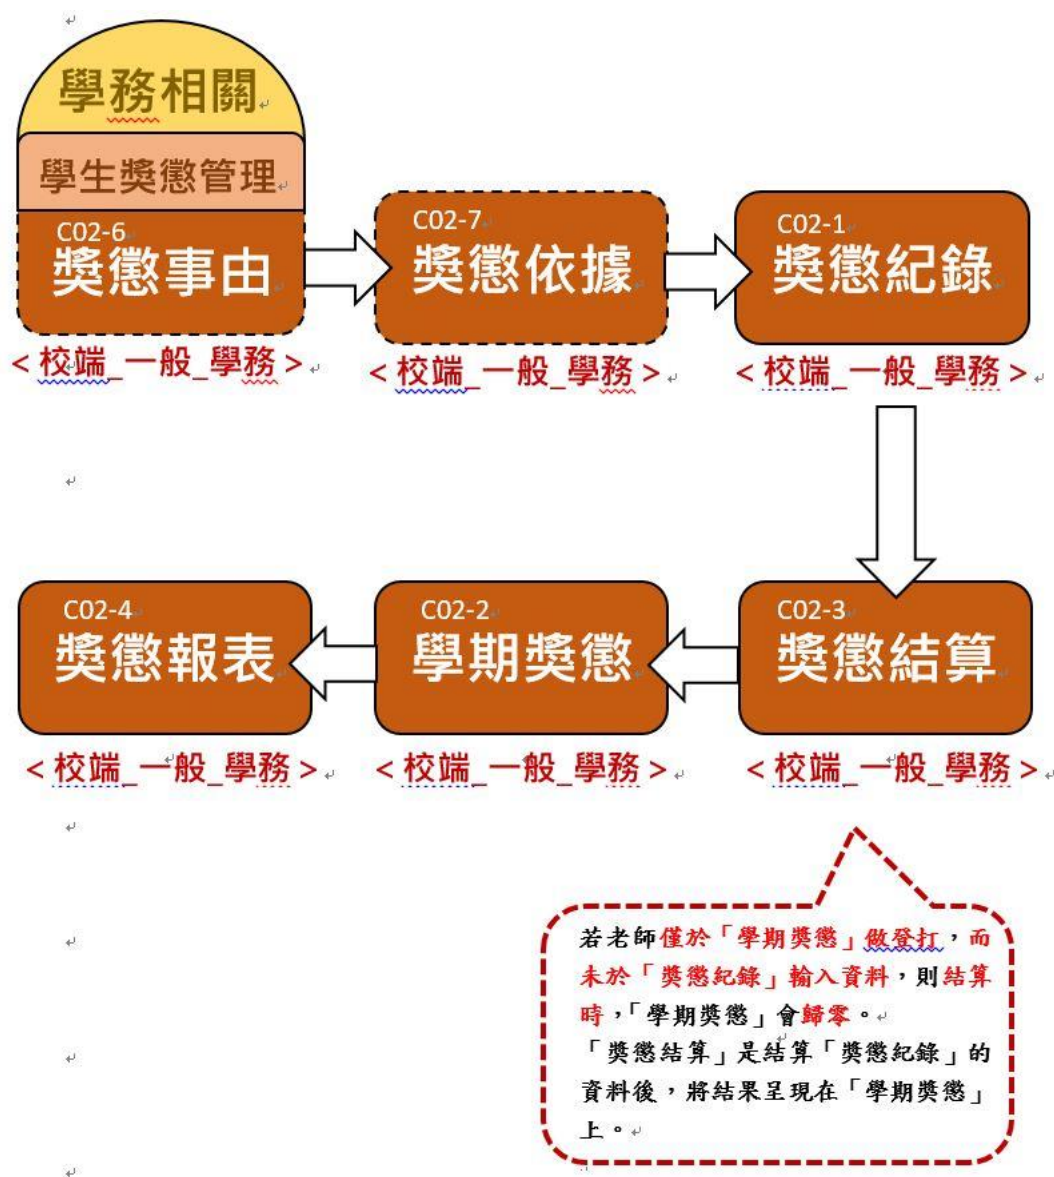 學務相關
學生獎懲管理
C02-6
獎懲事由
<校端_一般_學務>
C02-7
獎懲依據
<校端_一般_學務>
C02-1
獎懲紀錄
<校端_一般_學務>
C02-4
獎懲報表
<校端_一般_學務>
C02-2
學期獎懲
<校端_一般_學務>
C02-3
獎懲結算
<校端_一般_學務>
若老師僅於「學期獎懲」做登打，而
未於「獎懲紀錄」輸入資料，則結算
時，「學期獎懲」會歸零。
「獎懲結算」是結算「獎懲紀錄」的
資料後，將結果呈現在「學期獎懲」
上。